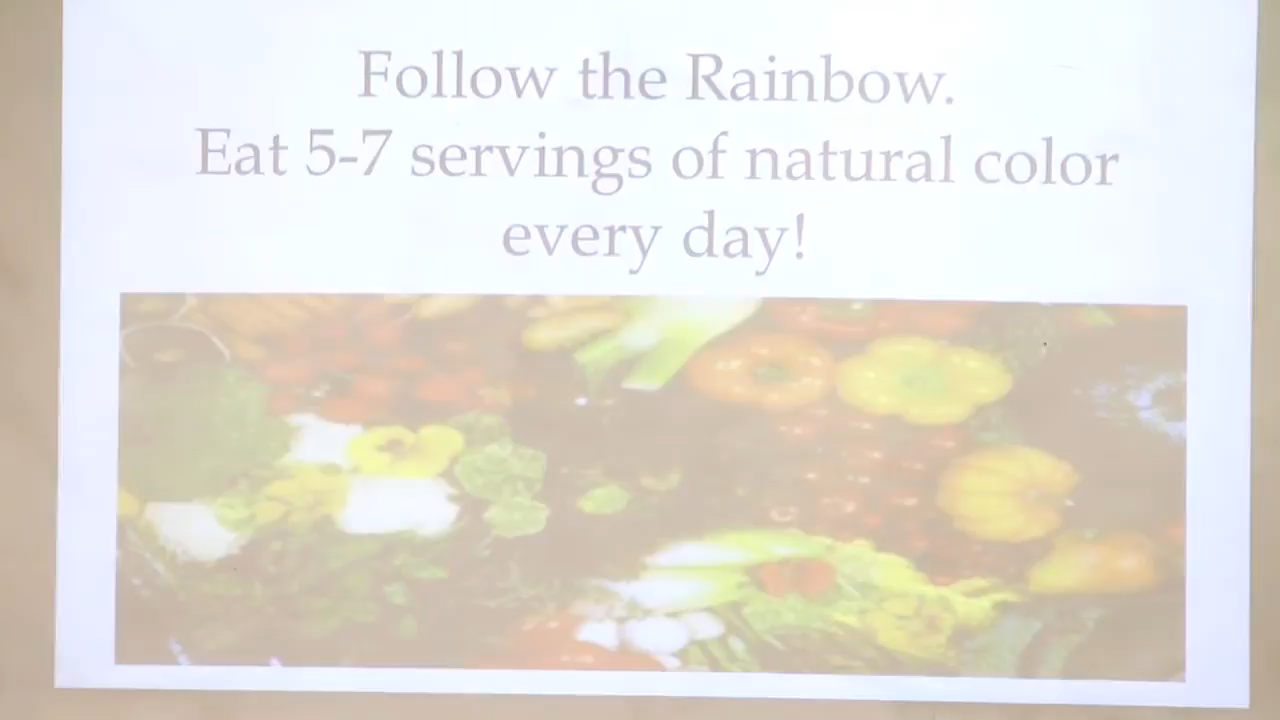 Follow the Rainbow.
Eat 5-7 servings of natural color
every day!